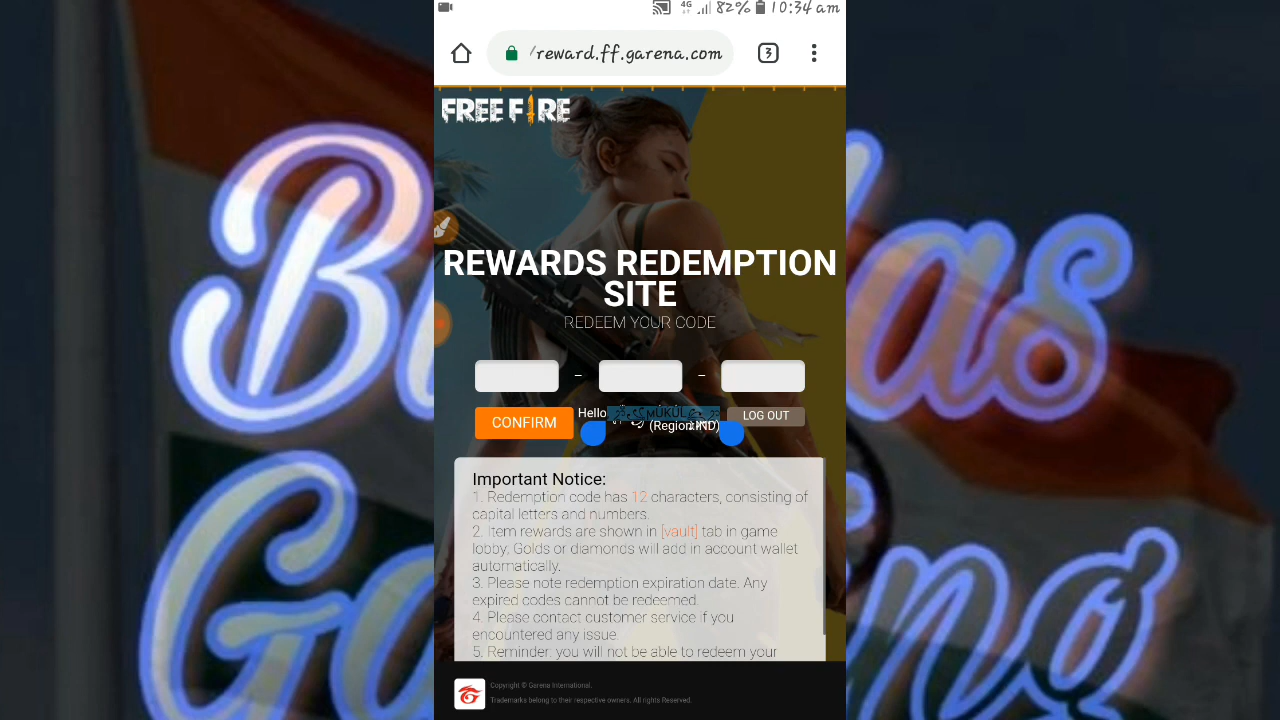 4G 82% 10:34 am
/reward.ff.garena.com 3
FREE FIRE
REWARDS REDEMPTION
SITE
REDEEM YOUR CODE
– –
CONFIRM Hello MUKUL LOG OUT
(Region:IND)
Important Notice:
1. Redemption code has 12 characters, consisting of
capital letters and numbers.
2. Item rewards are shown in [vault] tab in game
lobby; Golds or diamonds will add in account wallet
automatically.
3. Please note redemption expiration date. Any
expired codes cannot be redeemed.
4. Please contact customer service if you
encountered any issue.
5. Reminder: you will not be able to redeem your
Copyright © Garena International.
Trademarks belong to their respective owners. All rights Reserved.